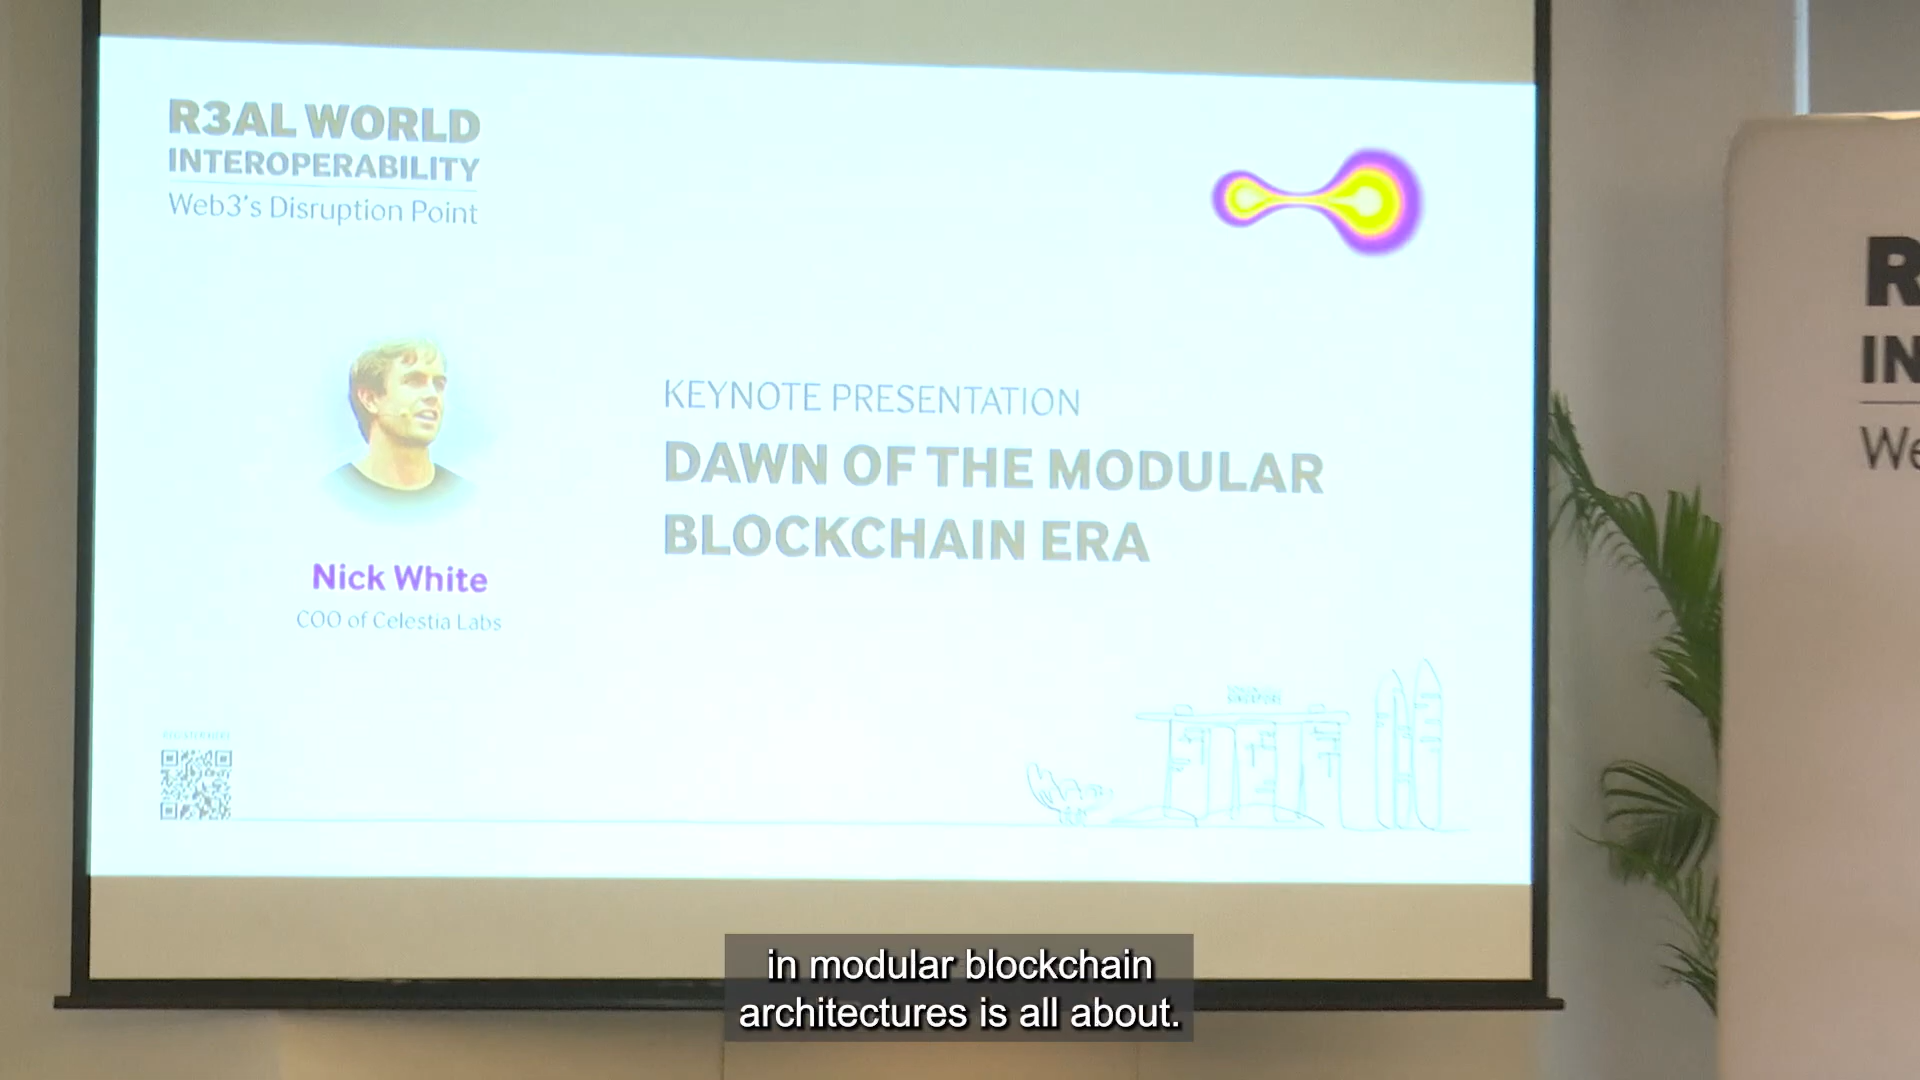 R3AL WORLD
INTEROPERABILITY
Web3's Disruption Point
KEYNOTE PRESENTATION
DAWN OF THE MODULAR
BLOCKCHAIN ERA
Nick White
COO of Celestia Labs
SINGAPORE
R
IN
We
in modular blockchain
architectures is all about.